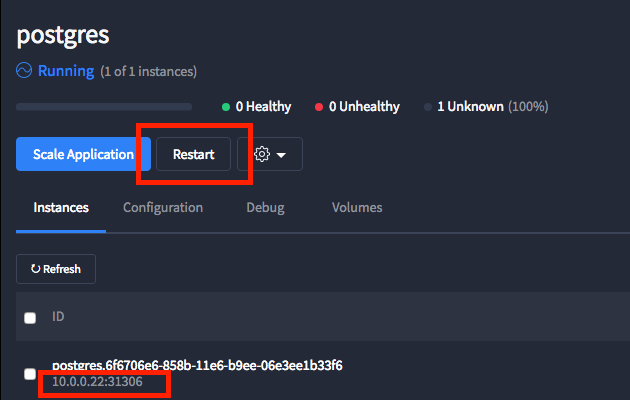 postgres
Running (1 of 1 instances)
0 Healthy 0 Unhealthy 1 Unknown (100%)
Scale Application Restart
Instances Configuration Debug Volumes
Refresh
ID
postgres.6f6706e6-858b-11e6-b9ee-06e3ee1b33f6
10.0.0.22:31306